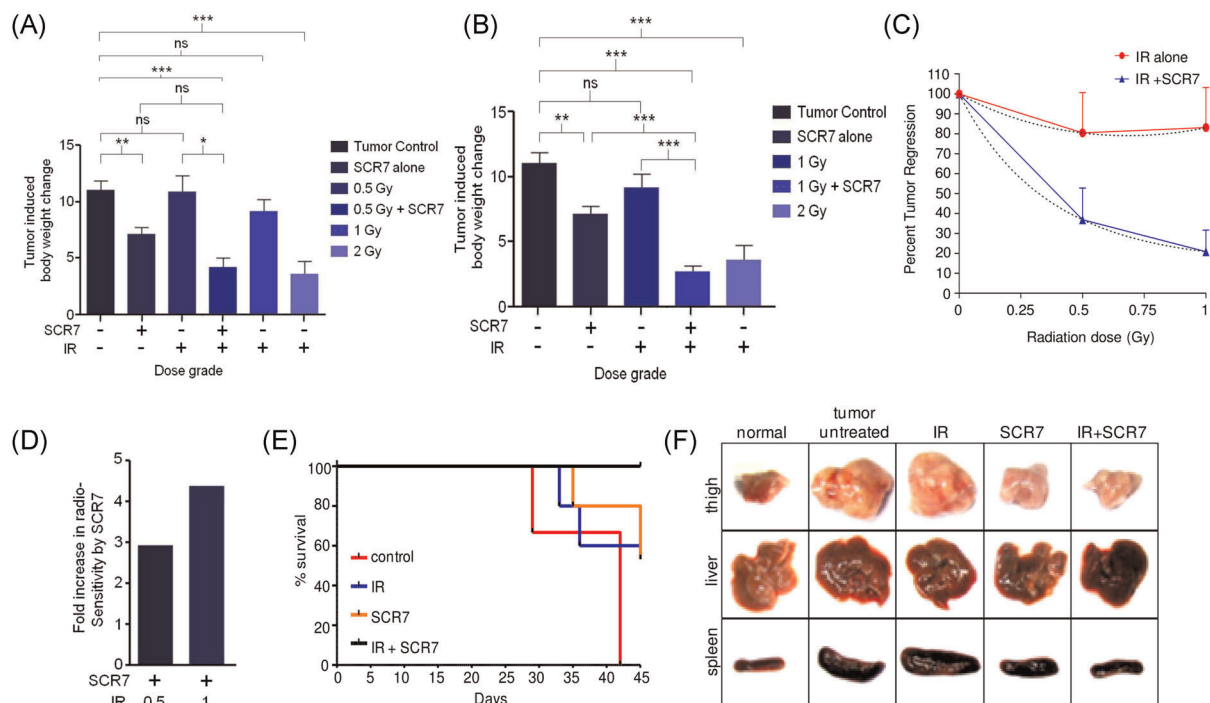 (A)
***
ns
***
ns
ns
**
*
15
10
5
0
Tumor induced
body weight change
SCR7 - + - + - -
IR - - + + + +
Dose grade
Tumor Control
SCR7 alone
0.5 Gy
0.5 Gy + SCR7
1 Gy
2 Gy
(B)
***
***
ns
**
***
***
15
10
5
0
Tumor induced
body weight change
SCR7 - + - + -
IR - - + + +
Dose grade
Tumor Control
SCR7 alone
1 Gy
1 Gy + SCR7
2 Gy
(C)
IR alone
IR +SCR7
110
100
90
80
70
60
50
40
30
20
10
0
Percent Tumor Regression
0 0.25 0.5 0.75 1
Radiation dose (Gy)
(D)
5
4
3
2
1
0
Fold increase in radio-
Sensitivity by SCR7
SCR7 + +
IR 0.5 1
(E)
100
80
60
40
20
0
% survival
control
IR
SCR7
IR + SCR7
0 5 10 15 20 25 30 35 40 45
Days
(F)
normal
tumor
untreated
IR
SCR7
IR+SCR7
thigh
liver
spleen